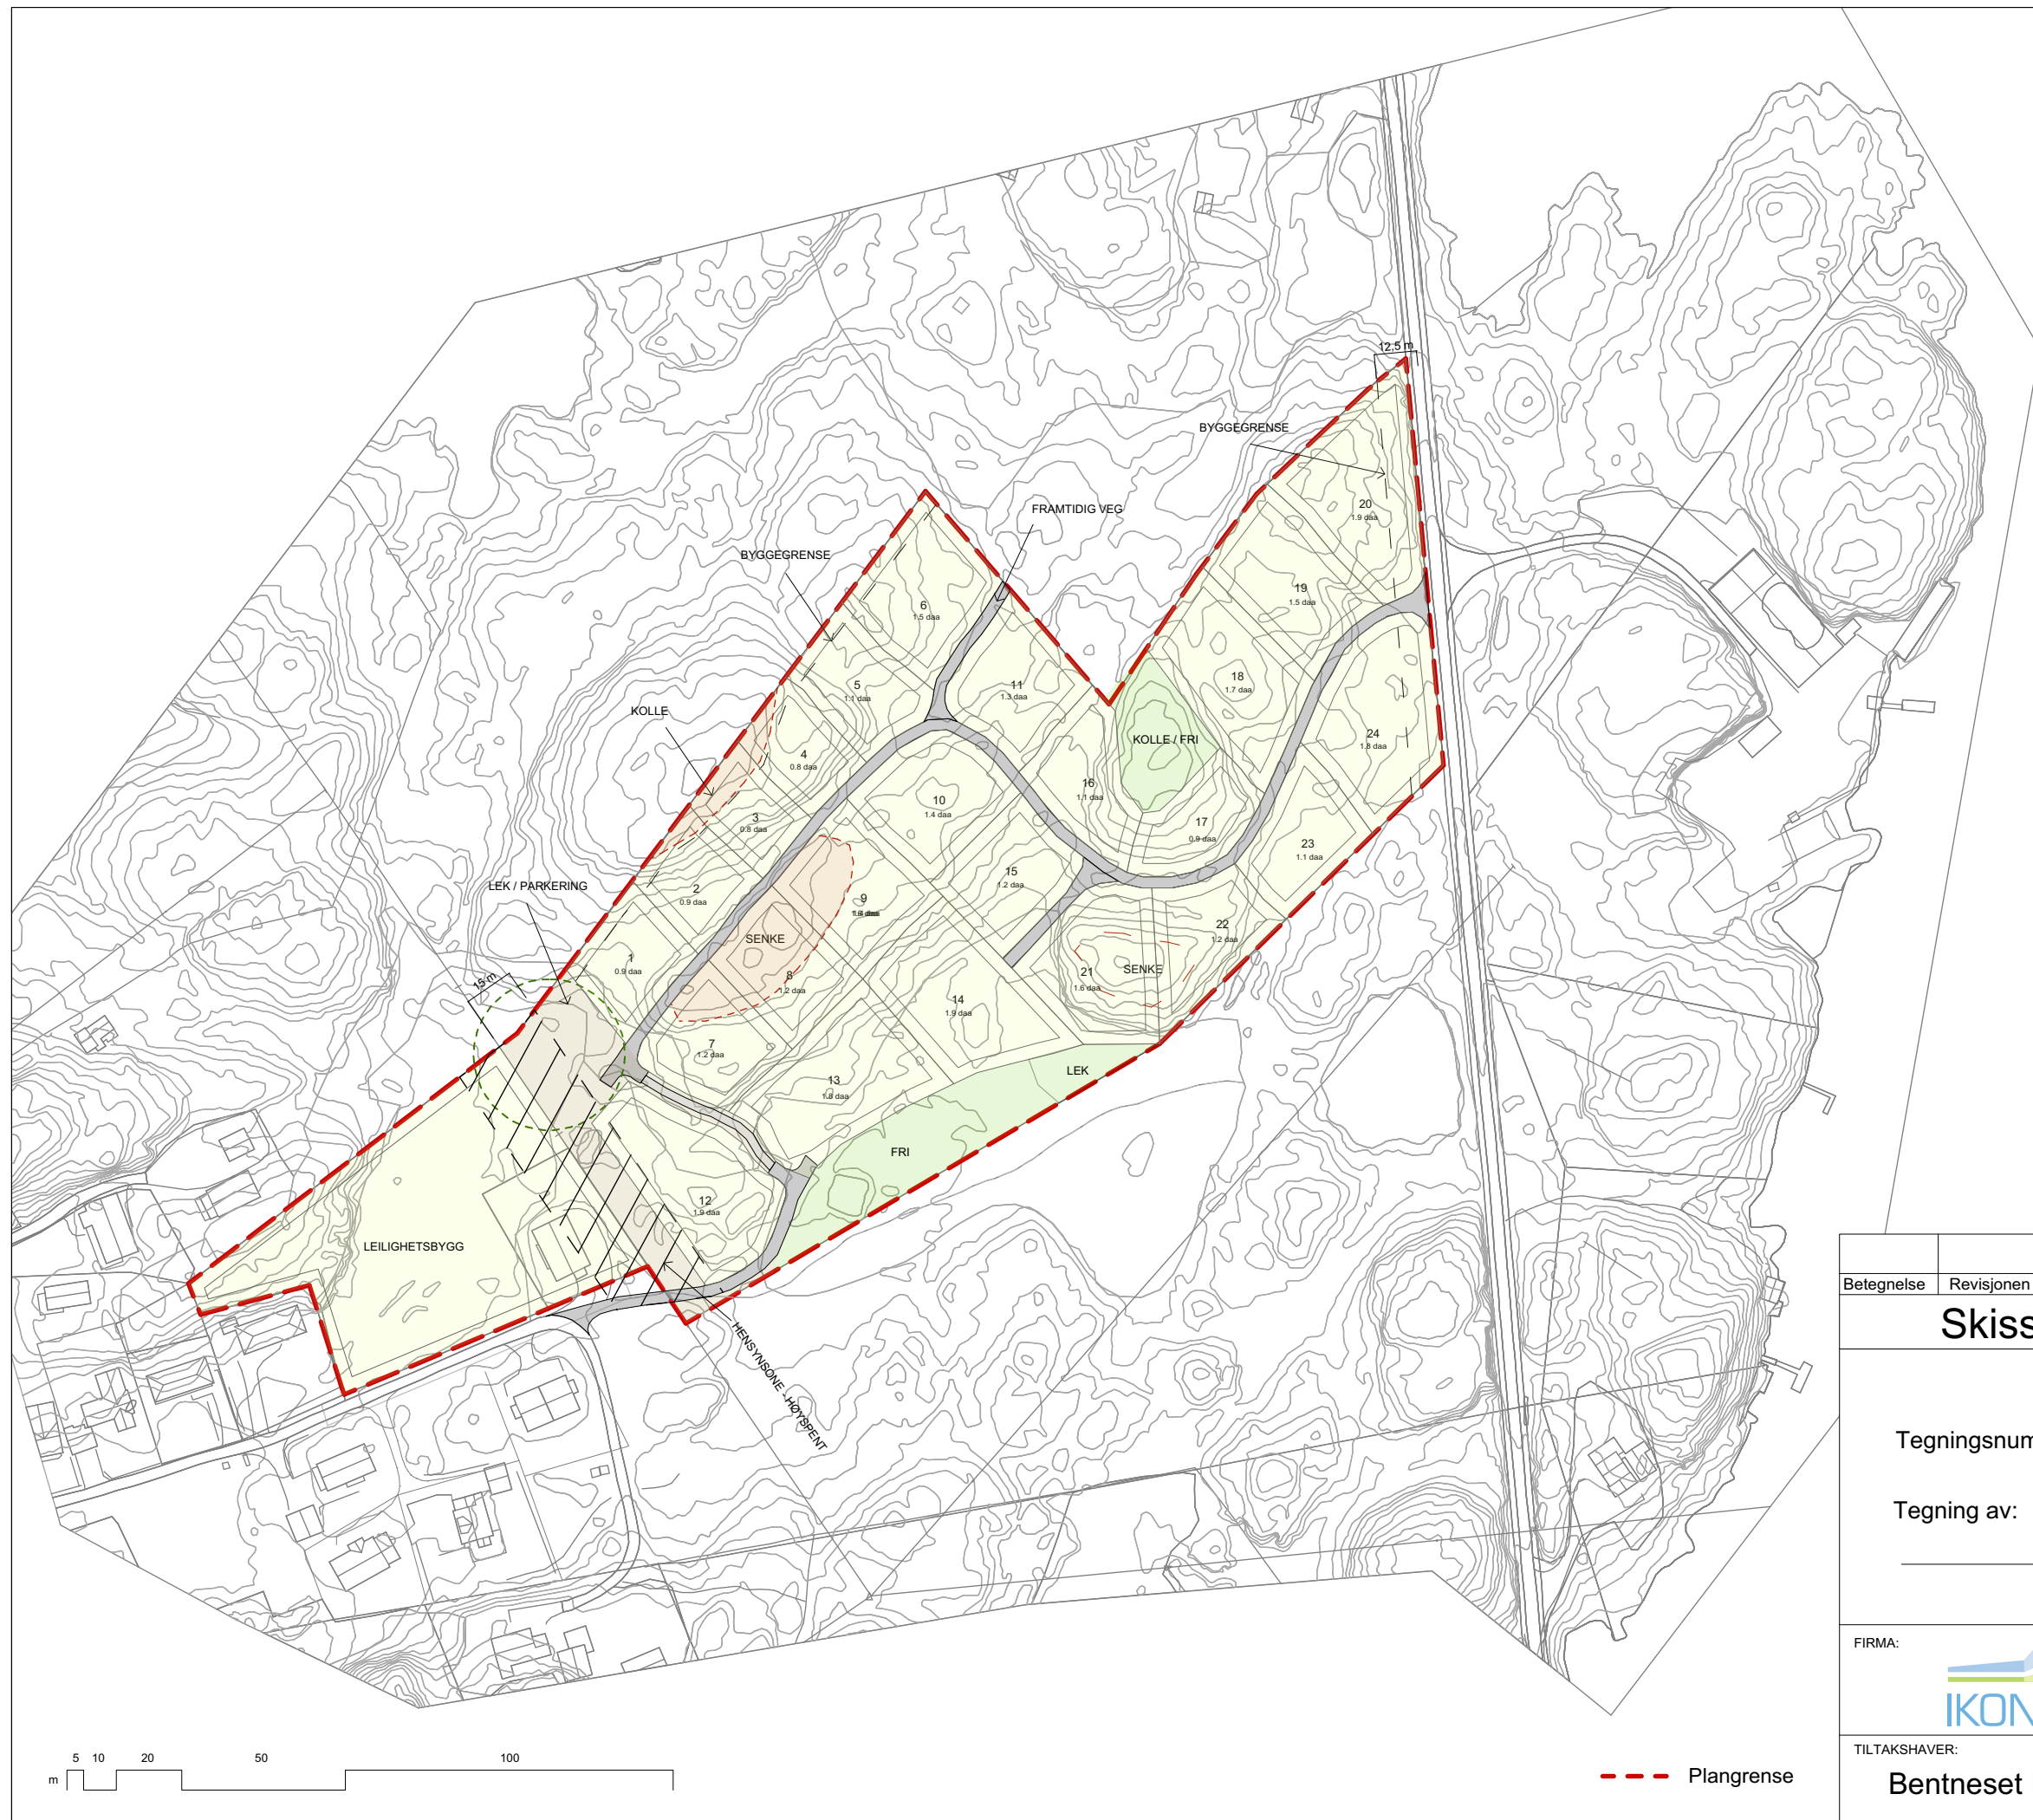 12,5 m
BYGGEGRENSE
20
1.9 daa
FRAMTIDIG VEG
BYGGEGRENSE
19
1.5 daa
6
1.5 daa
18
1.7 daa
5
1.1 daa
11
1.3 daa
KOLLE
KOLLE / FRI
24
1.8 daa
4
0.8 daa
16
1.1 daa
10
1.4 daa
3
0.8 daa
17
0.9 daa
23
1.1 daa
LEK / PARKERING
2
0.9 daa
15
1.2 daa
9
22
1.2 daa
SENKE
1
0.9 daa
SENKE
21
1.6 daa
8
1.2 daa
15 m
14
1.9 daa
7
1.2 daa
LEK
13
1.8 daa
FRI
12
1.9 daa
LEILIGHETSBYGG
HENSYNSONE - HØYSPENT
Betegnelse Revisjonen
Skiss
Tegningsnum
Tegning av:
FIRMA:
IKON
TILTAKSHAVER:
Bentneset
5 10 20 50 100
m
Plangrense